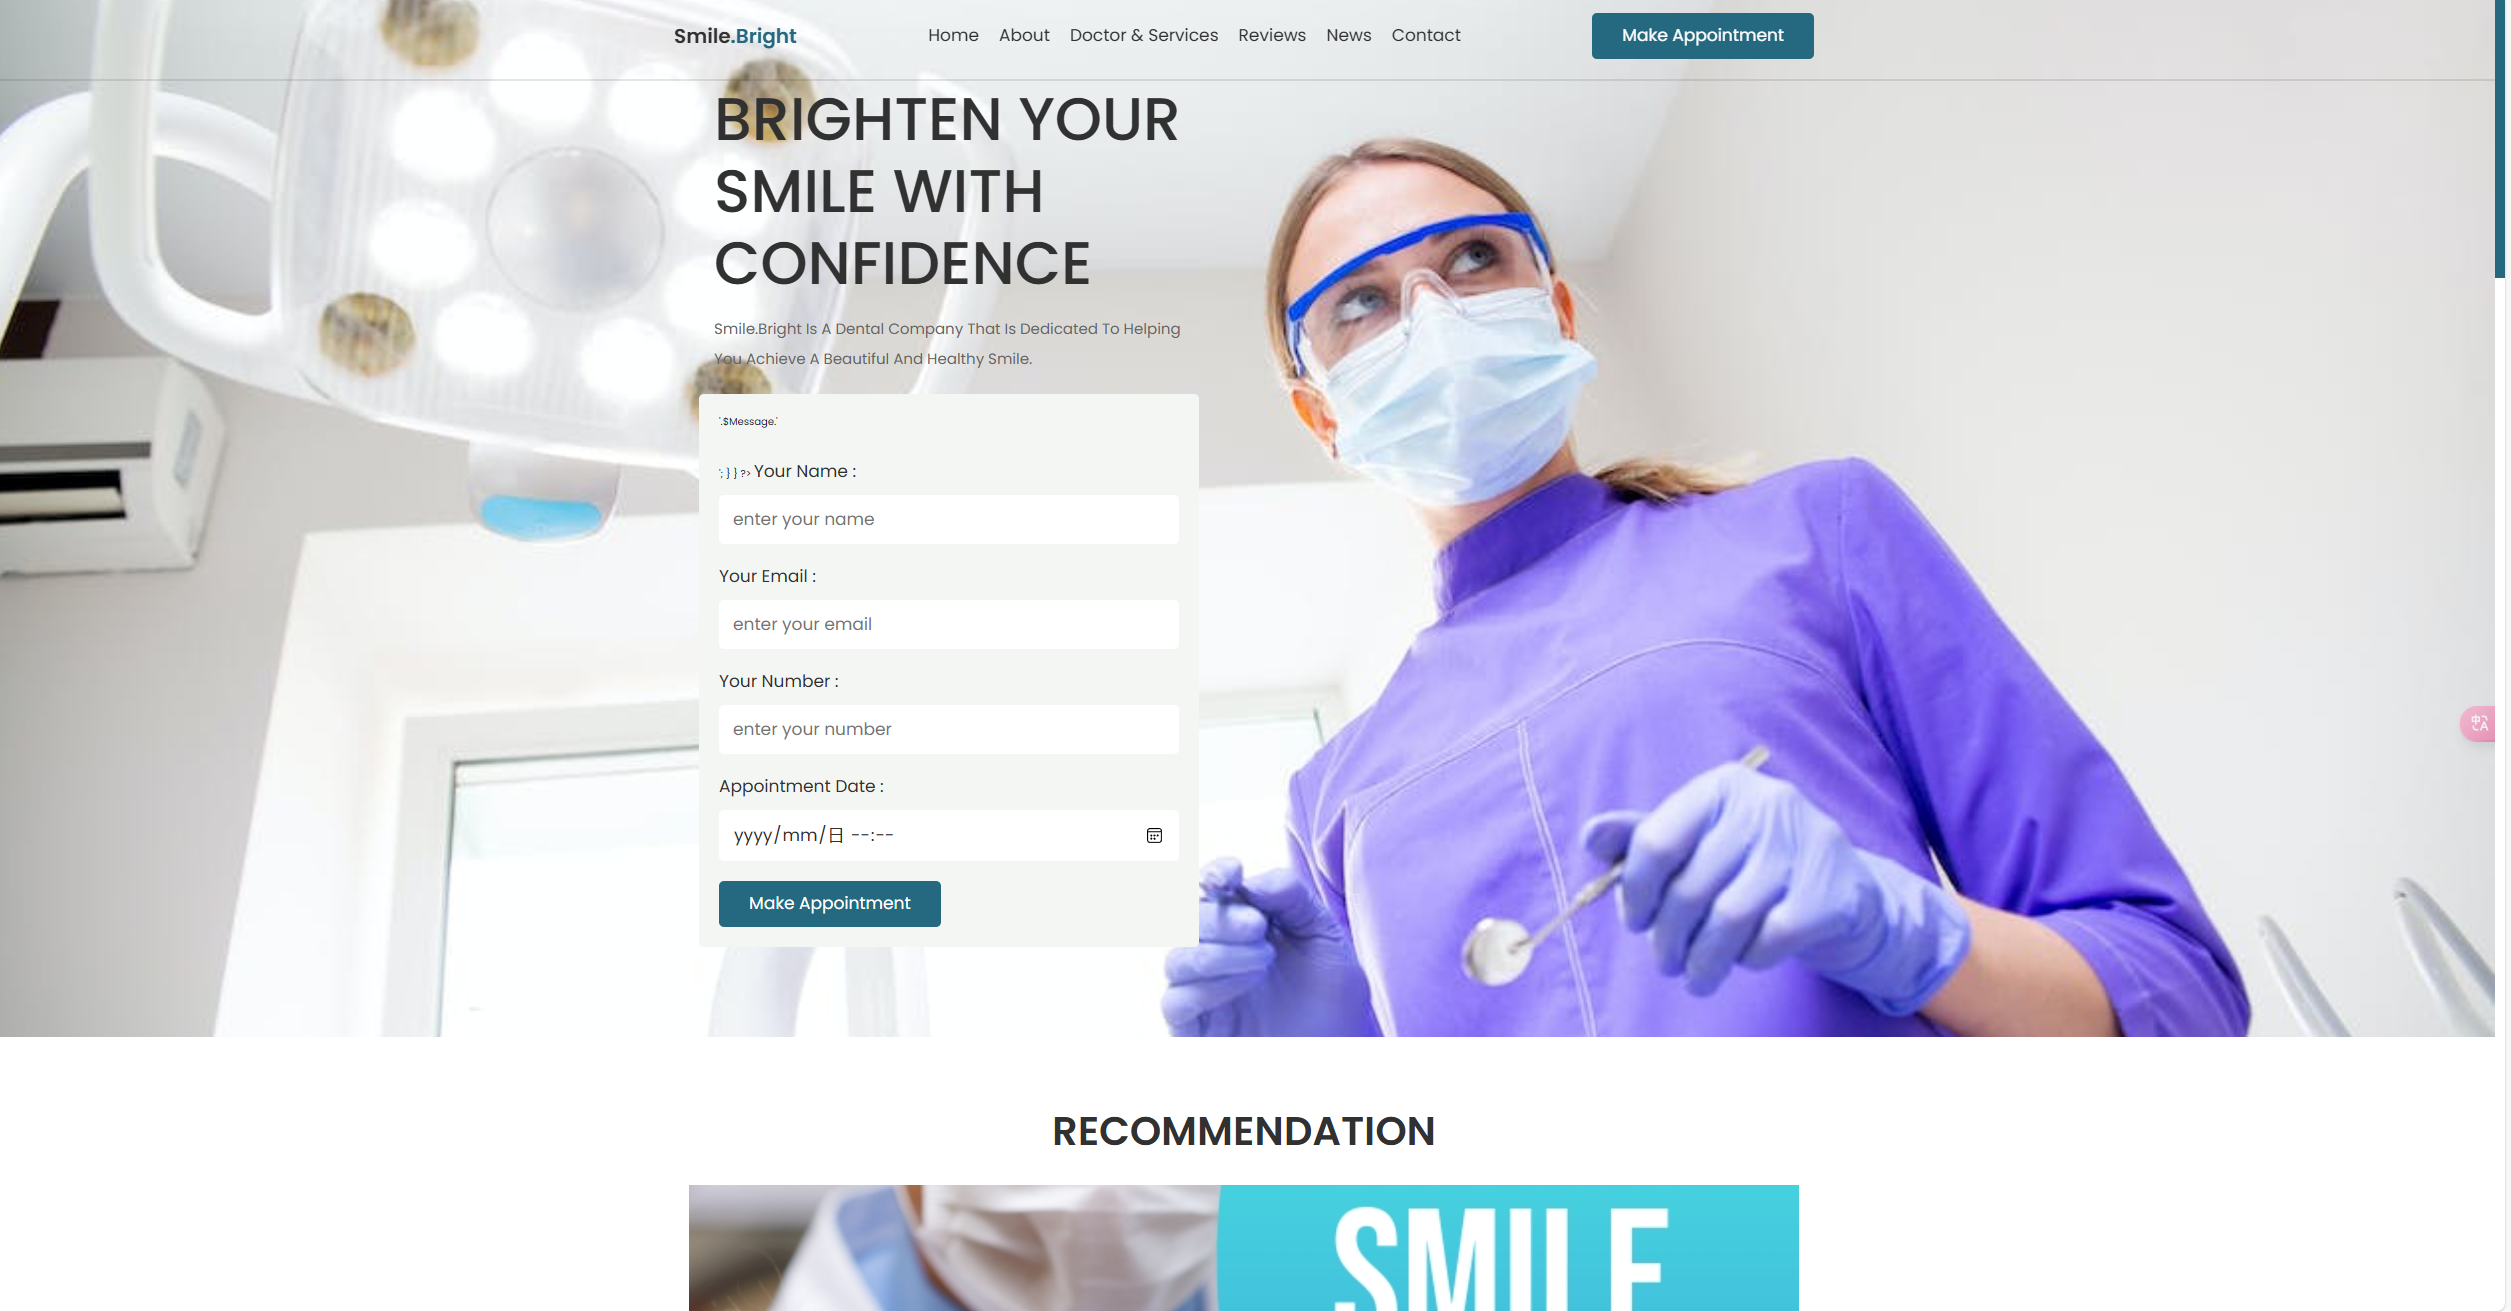 Smile.Bright
Home About Doctor & Services Reviews News Contact
Make Appointment
BRIGHTEN YOUR
SMILE WITH
CONFIDENCE
Smile.Bright Is A Dental Company That Is Dedicated To Helping
You Achieve A Beautiful And Healthy Smile.
'.$Message.'
'; } } ?> Your Name :
enter your name
Your Email :
enter your email
Your Number :
enter your number
Appointment Date :
yyyy/mm/日 --:--
Make Appointment
中A
RECOMMENDATION
SMILE